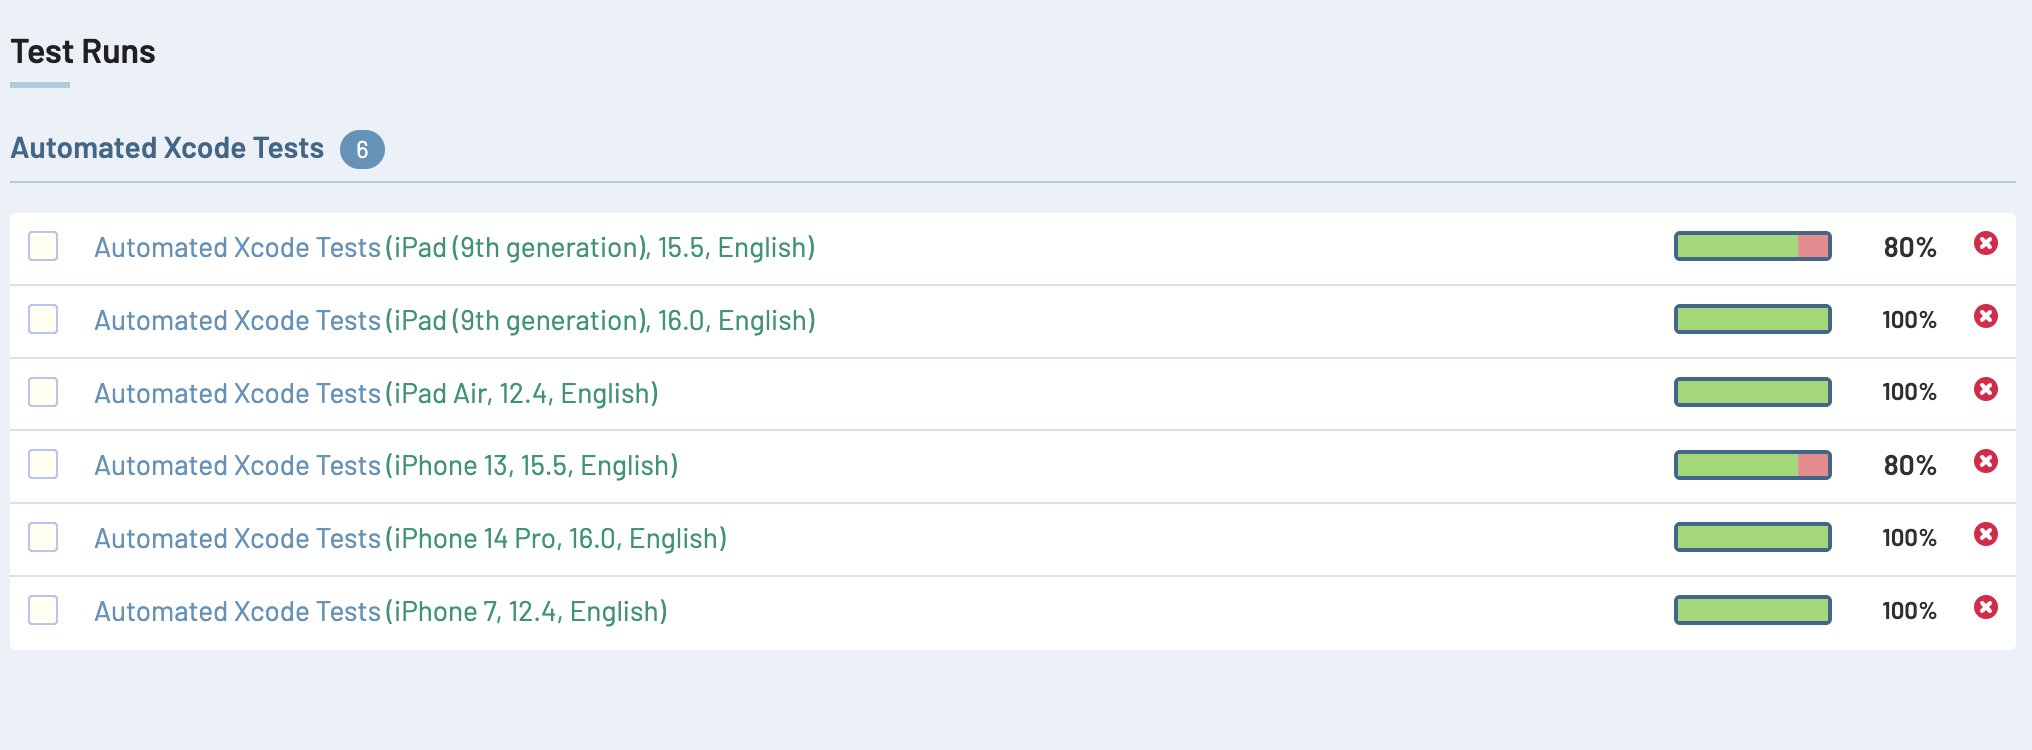 Test Runs
Automated Xcode Tests 6
Automated Xcode Tests (iPad (9th generation), 15.5, English) 80%
Automated Xcode Tests (iPad (9th generation), 16.0, English) 100%
Automated Xcode Tests (iPad Air, 12.4, English) 100%
Automated Xcode Tests (iPhone 13, 15.5, English) 80%
Automated Xcode Tests (iPhone 14 Pro, 16.0, English) 100%
Automated Xcode Tests (iPhone 7, 12.4, English) 100%